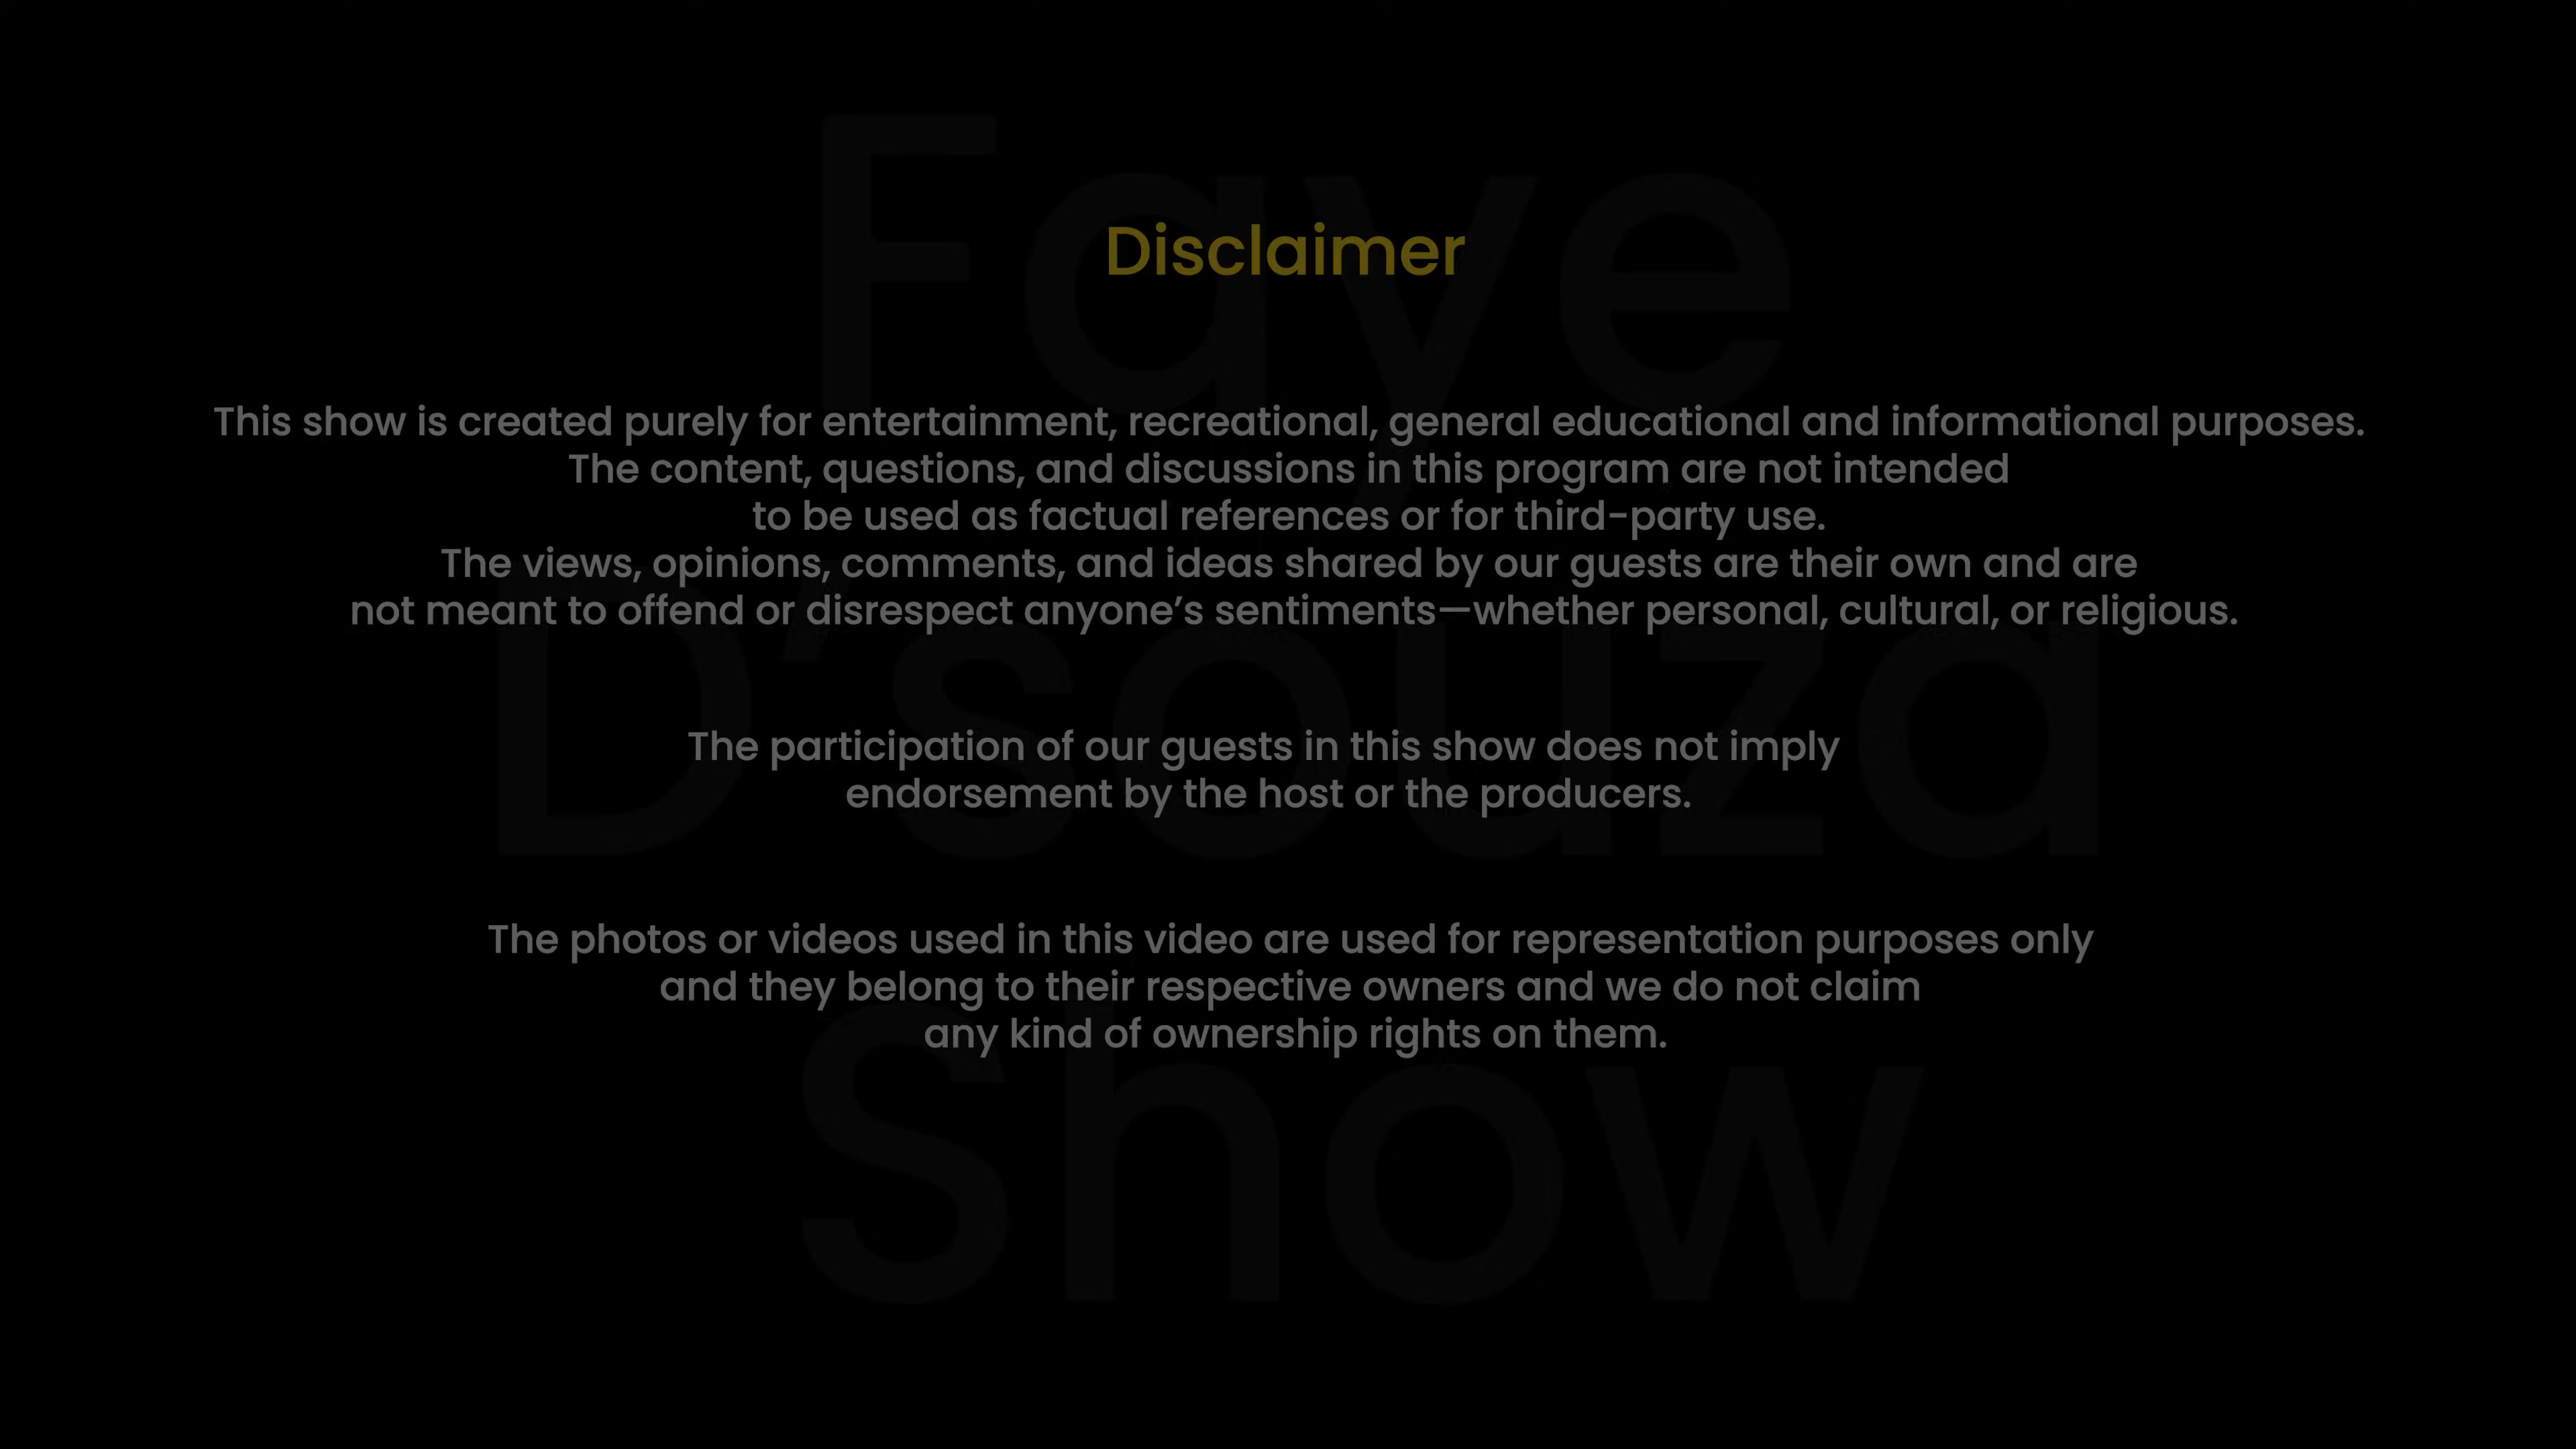 Faye
D'souza
Show
Disclaimer
This show is created purely for entertainment, recreational, general educational and informational purposes.
The content, questions, and discussions in this program are not intended
to be used as factual references or for third-party use.
The views, opinions, comments, and ideas shared by our guests are their own and are
not meant to offend or disrespect anyone’s sentiments—whether personal, cultural, or religious.
The participation of our guests in this show does not imply
endorsement by the host or the producers.
The photos or videos used in this video are used for representation purposes only
and they belong to their respective owners and we do not claim
any kind of ownership rights on them.